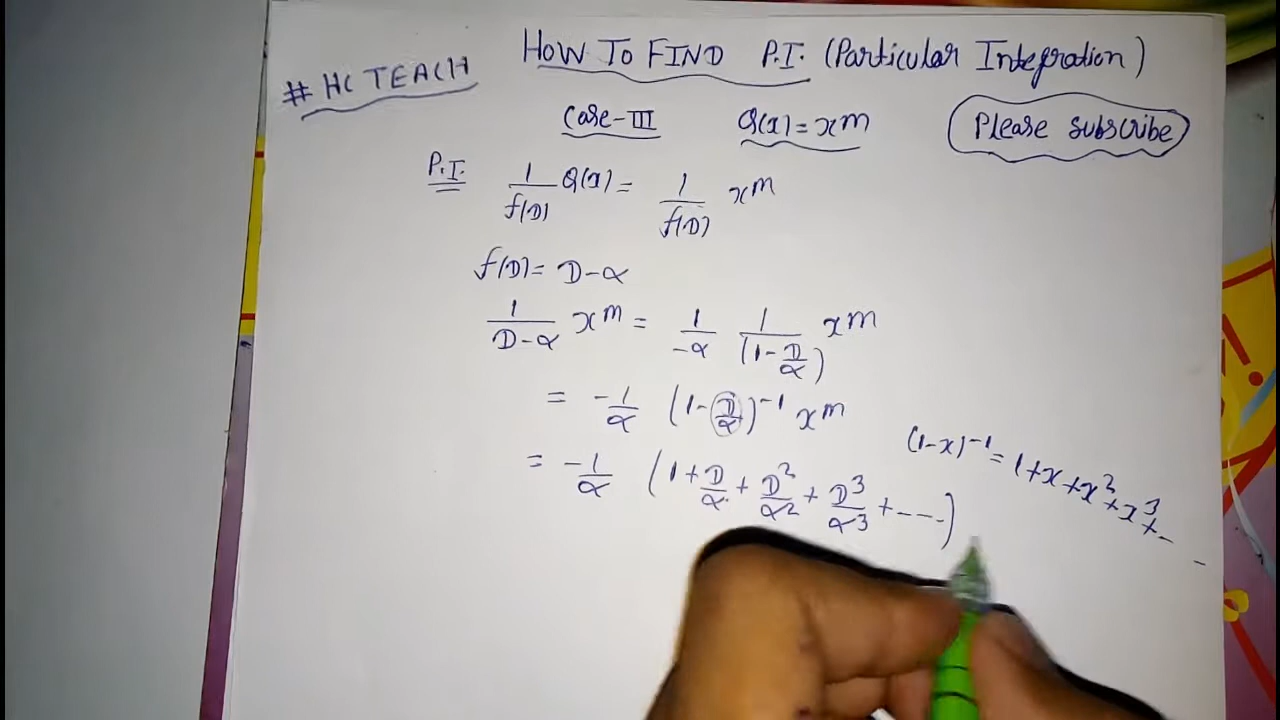 HOW TO FIND P.I. (Particular Integration)
# HC TEACH
Case-III Q(x) = x^m
Please subscribe
P.I. 1/f(D) Q(x) = 1/f(D) x^m
f(D) = D-α
1/(D-α) x^m = 1/-α 1/(1-D/α) x^m
= -1/α (1-D/α)^-1 x^m
(1-x)^-1 = 1+x+x^2+x^3+- -
= -1/α (1+D/α+D^2/α^2+D^3/α^3+----)